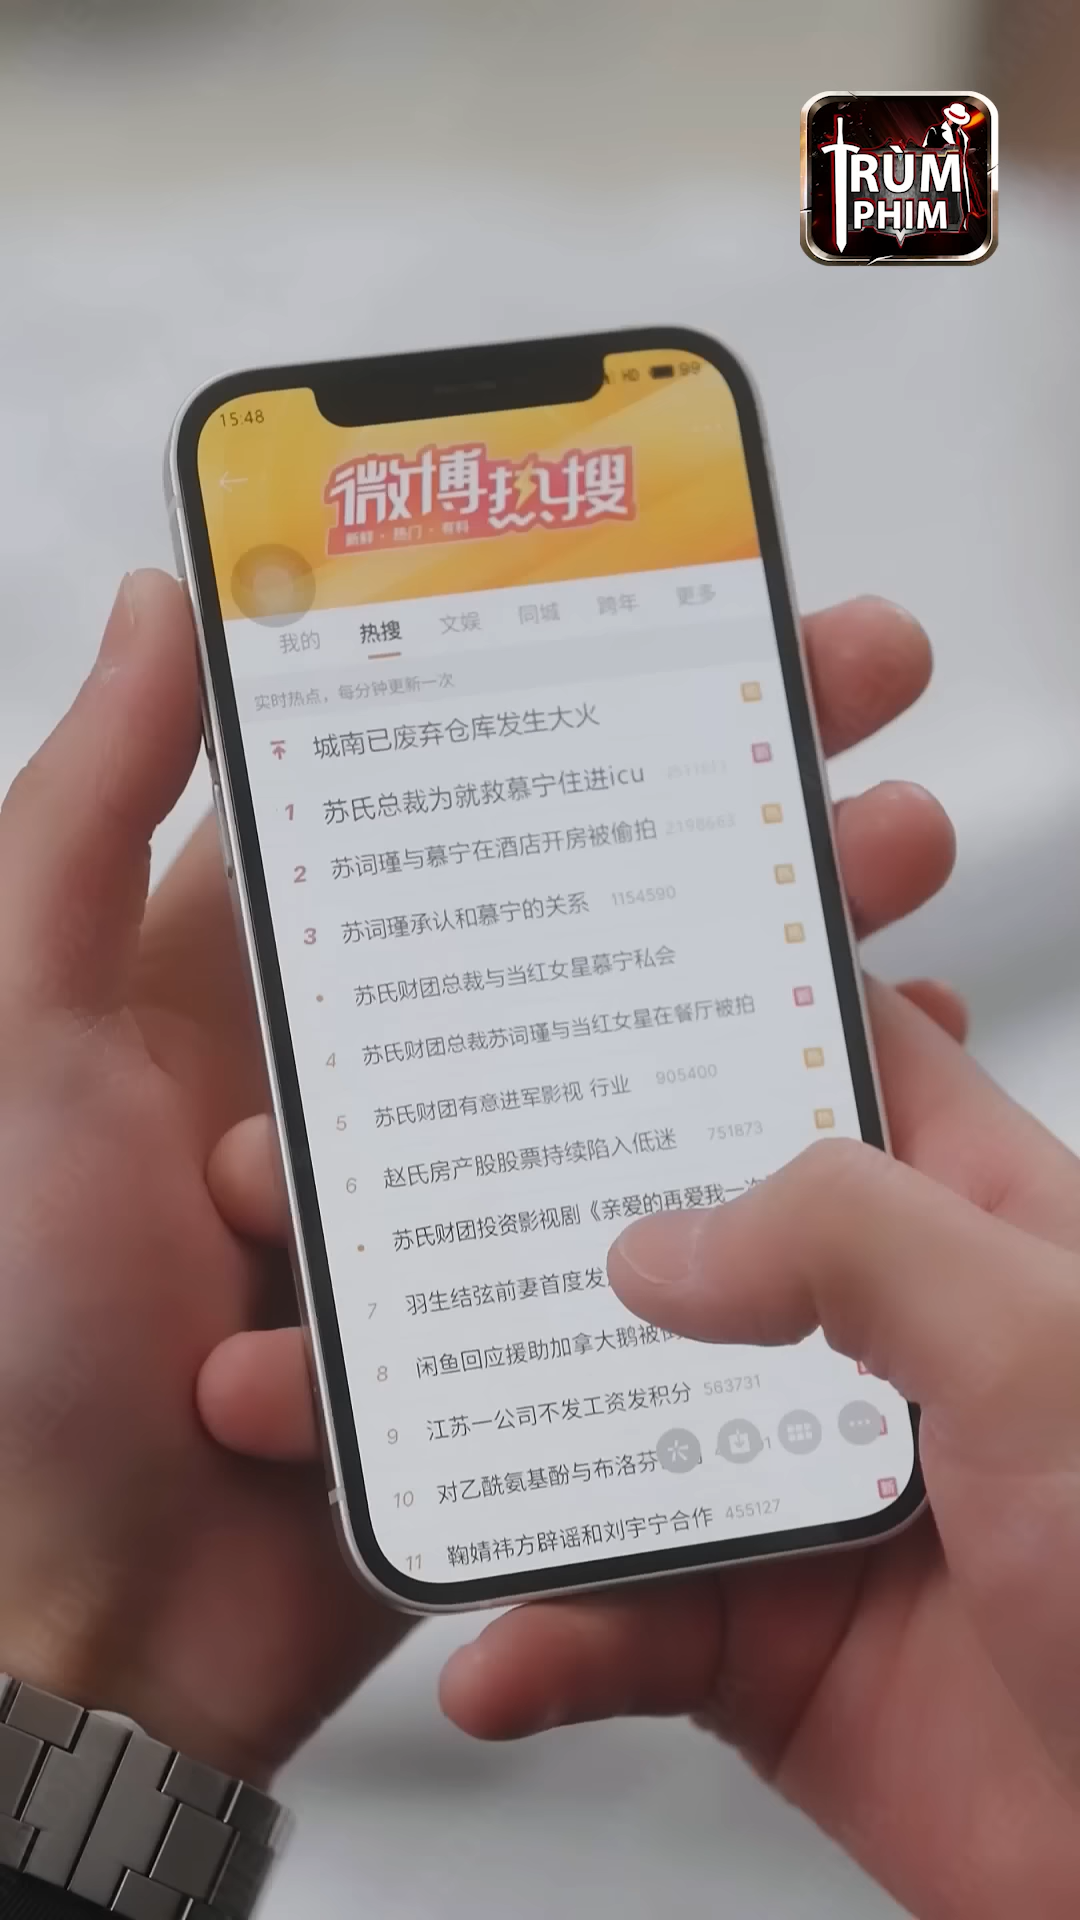 TRÙM
PHIM
15:48
HD 99
微博热搜
新鲜·热门·有料
我的 热搜 文娱 同城 跨年 更多
实时热点，每分钟更新一次
城南已废弃仓库发生大火 热
1 苏氏总裁为就救慕宁住进icu 新
2 苏词瑾与慕宁在酒店开房被偷拍 2198663 热
3 苏词瑾承认和慕宁的关系 1154590 热
• 苏氏财团总裁与当红女星慕宁私会 热
4 苏氏财团总裁苏词瑾与当红女星在餐厅被拍 新
5 苏氏财团有意进军影视 行业 905400 热
6 赵氏房产股股票持续陷入低迷 751873 热
• 苏氏财团投资影视剧《亲爱的再爱我一次
7 羽生结弦前妻首度发
8 闲鱼回应援助加拿大鹅被
9 江苏一公司不发工资发积分 583731
10 对乙酰氨基酚与布洛芬
11 鞠婧祎方辟谣和刘宇宁合作 455127 新